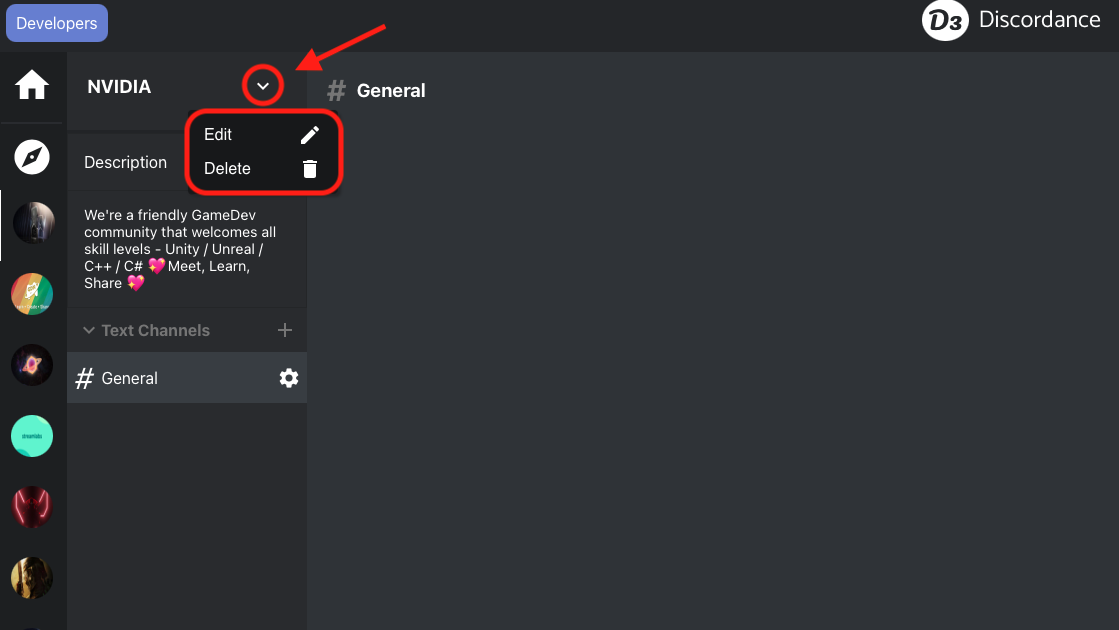 Developers
D3 Discordance
NVIDIA
# General
Edit
Delete
Description
We're a friendly GameDev
community that welcomes all
skill levels - Unity / Unreal /
C++ / C# 💖 Meet, Learn,
Share 💖
Text Channels
# General
streamlabs